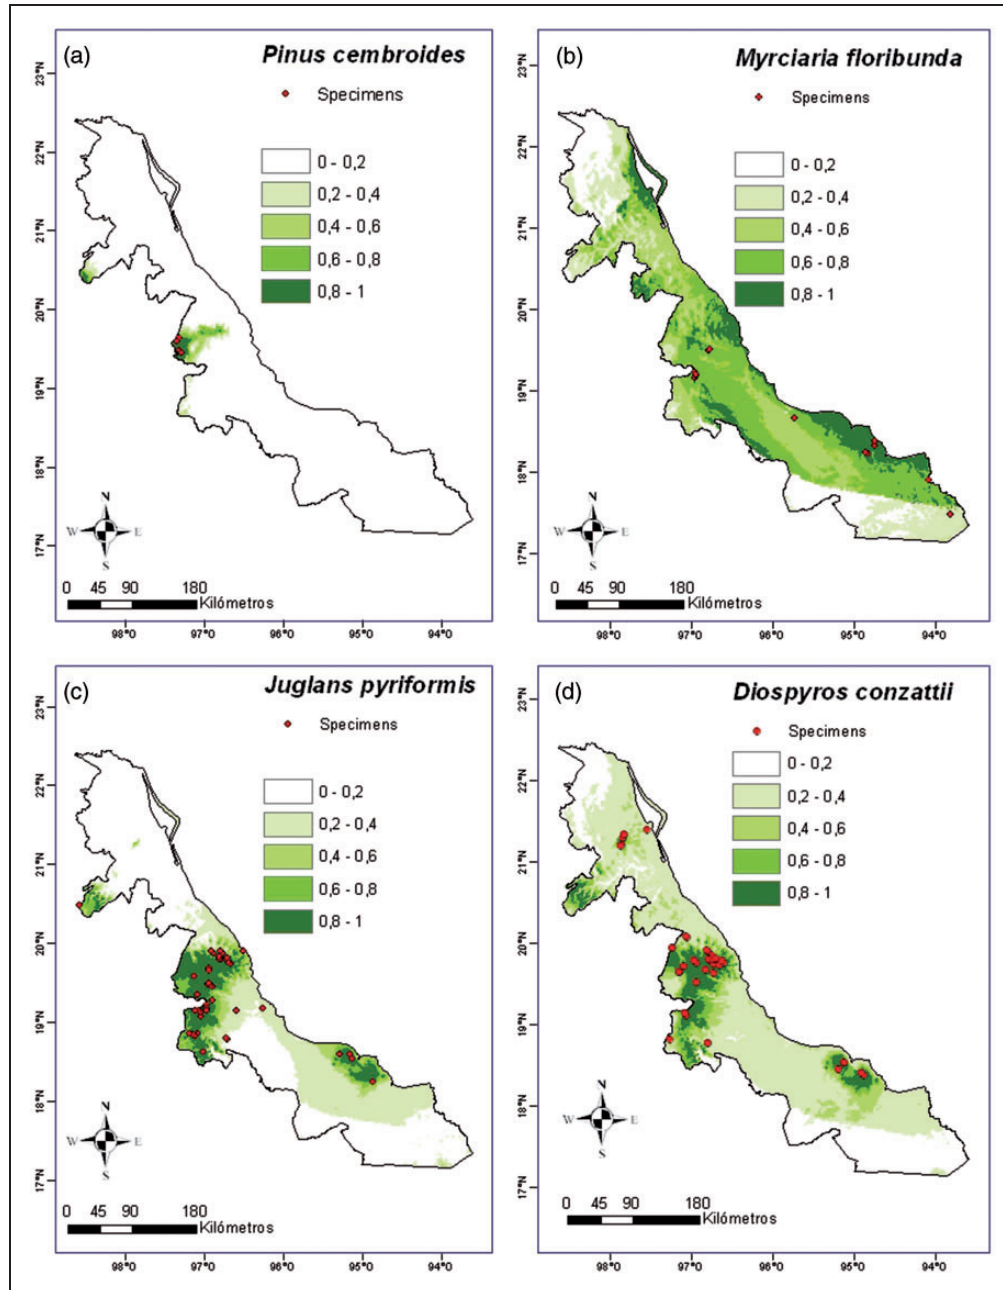 (a)
Pinus cembroides
Specimens
0 - 0,2
0,2 - 0,4
0,4 - 0,6
0,6 - 0,8
0,8 - 1
23°N
22°N
21°N
20°N
19°N
18°N
17°N
N
W E
S
0 45 90 180
Kilómetros
98°0 97°0 96°0 95°0 94°0
(b)
Myrciaria floribunda
Specimens
0 - 0,2
0,2 - 0,4
0,4 - 0,6
0,6 - 0,8
0,8 - 1
23°N
22°N
21°N
20°N
19°N
18°N
17°N
N
W E
S
0 45 90 180
Kilómetros
98°0 97°0 96°0 95°0 94°0
(c)
Juglans pyriformis
Specimens
0 - 0,2
0,2 - 0,4
0,4 - 0,6
0,6 - 0,8
0,8 - 1
23°N
22°N
21°N
20°N
19°N
18°N
17°N
N
W E
S
0 45 90 180
Kilómetros
98°0 97°0 96°0 95°0 94°0
(d)
Diospyros conzattii
Specimens
0 - 0,2
0,2 - 0,4
0,4 - 0,6
0,6 - 0,8
0,8 - 1
23°N
22°N
21°N
20°N
19°N
18°N
17°N
N
W E
S
0 45 90 180
Kilómetros
98°0 97°0 96°0 95°0 94°0